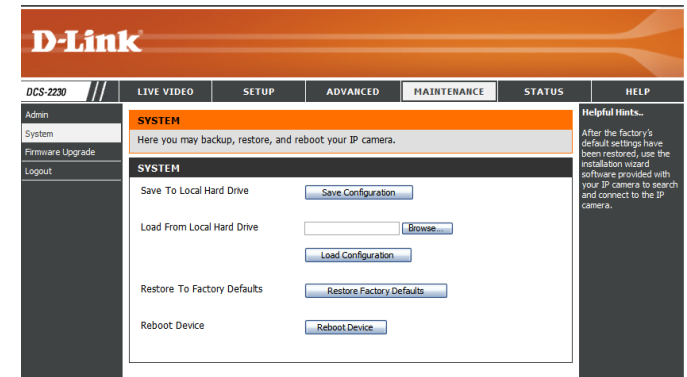 D-Link
DCS-2230
LIVE VIDEO
SETUP
ADVANCED
MAINTENANCE
STATUS
HELP
Admin
System
Firmware Upgrade
Logout
SYSTEM
Here you may backup, restore, and reboot your IP camera.
SYSTEM
Save To Local Hard Drive
Save Configuration
Load From Local Hard Drive
Browse...
Load Configuration
Restore To Factory Defaults
Restore Factory Defaults
Reboot Device
Reboot Device
Helpful Hints..
After the factory's
default settings have
been restored, use the
installation wizard
software provided with
your IP camera to search
and connect to the IP
camera.